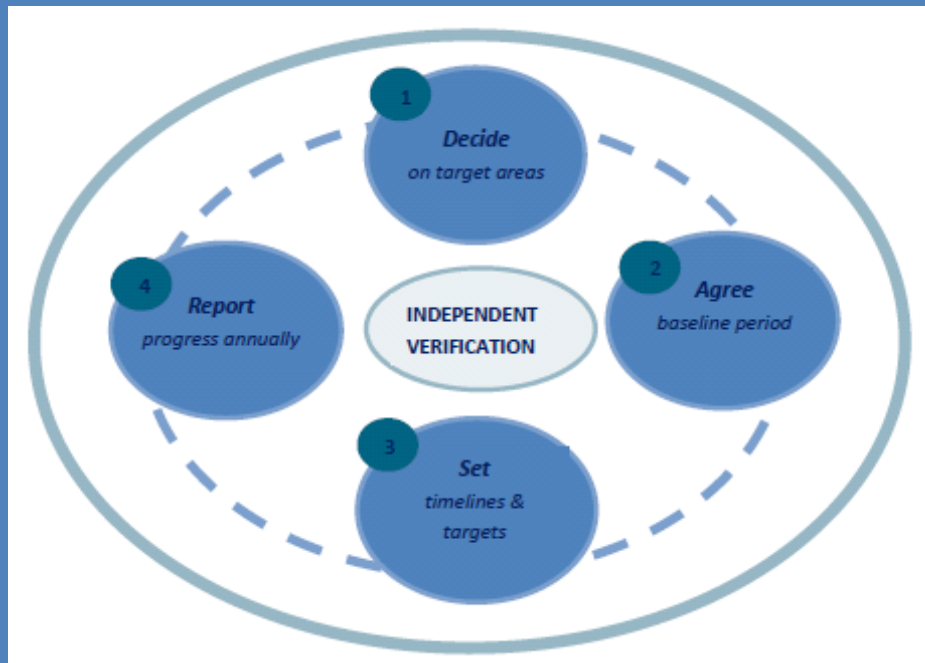 1
Decide
on target areas
2
Agree
baseline period
3
Set
timelines &
targets
4
Report
progress annually
INDEPENDENT
VERIFICATION